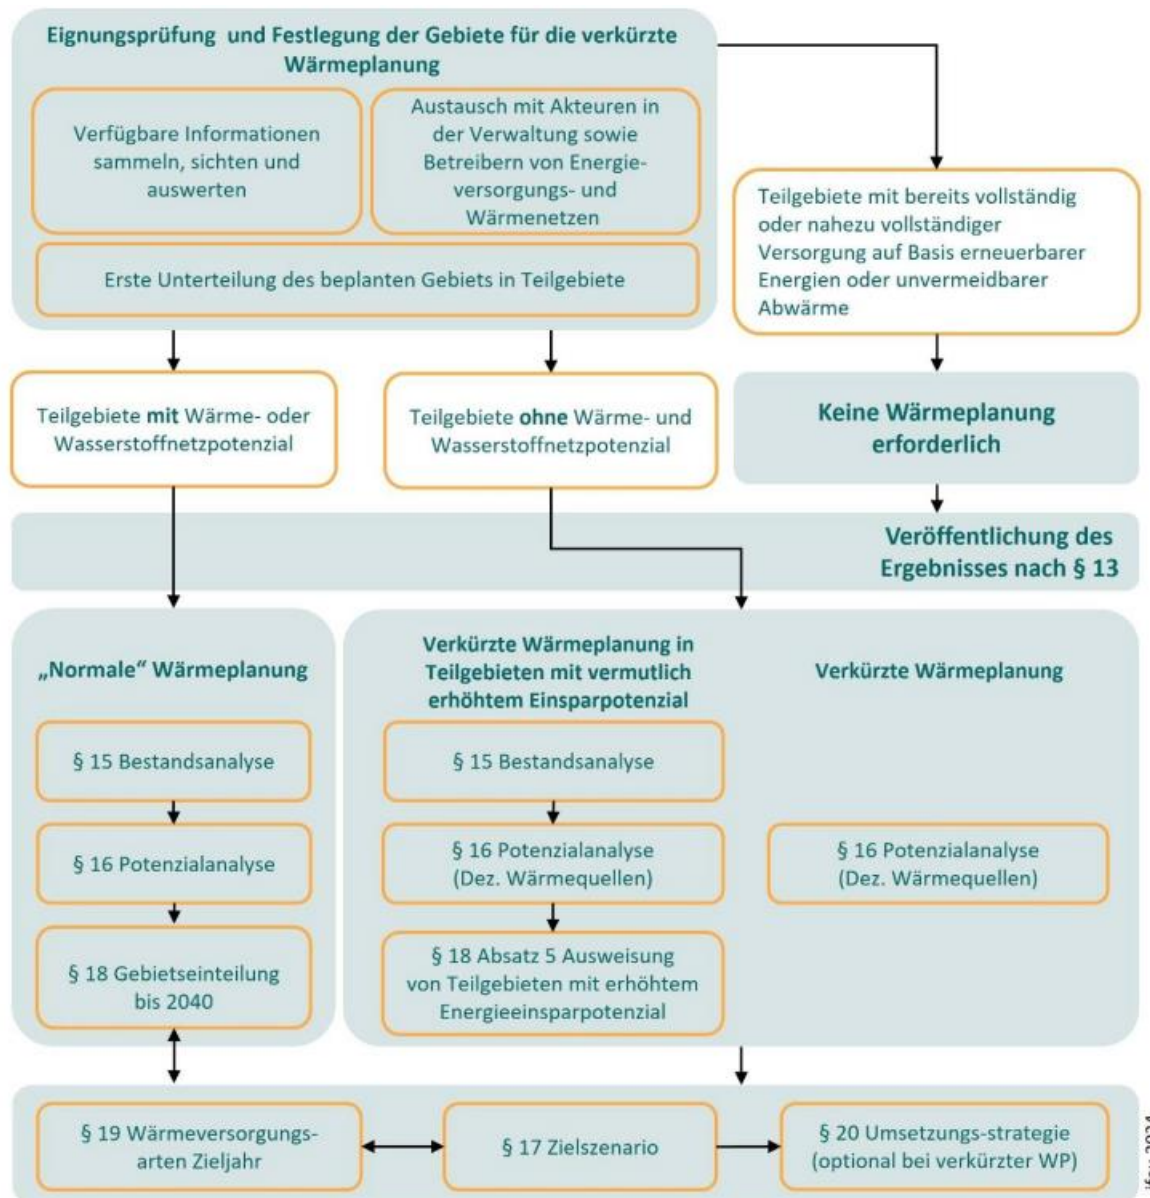 Eignungsprüfung und Festlegung der Gebiete für die verkürzte
Wärmeplanung
Verfügbare Informationen
sammeln, sichten und
auswerten
Austausch mit Akteuren in
der Verwaltung sowie
Betreibern von Energie-
versorgungs- und
Wärmenetzen
Erste Unterteilung des beplanten Gebiets in Teilgebiete
Teilgebiete mit bereits vollständig
oder nahezu vollständiger
Versorgung auf Basis erneuerbarer
Energien oder unvermeidbarer
Abwärme
Teilgebiete mit Wärme- oder
Wasserstoffnetzpotenzial
Teilgebiete ohne Wärme- und
Wasserstoffnetzpotenzial
Keine Wärmeplanung
erforderlich
Veröffentlichung des
Ergebnisses nach § 13
„Normale“ Wärmeplanung
§ 15 Bestandsanalyse
§ 16 Potenzialanalyse
§ 18 Gebietseinteilung
bis 2040
Verkürzte Wärmeplanung in
Teilgebieten mit vermutlich
erhöhtem Einsparpotenzial
§ 15 Bestandsanalyse
§ 16 Potenzialanalyse
(Dez. Wärmequellen)
§ 18 Absatz 5 Ausweisung
von Teilgebieten mit erhöhtem
Energieeinsparpotenzial
Verkürzte Wärmeplanung
§ 16 Potenzialanalyse
(Dez. Wärmequellen)
§ 19 Wärmeversorgungs-
arten Zieljahr
§ 17 Zielszenario
§ 20 Umsetzungs-strategie
(optional bei verkürzter WP)